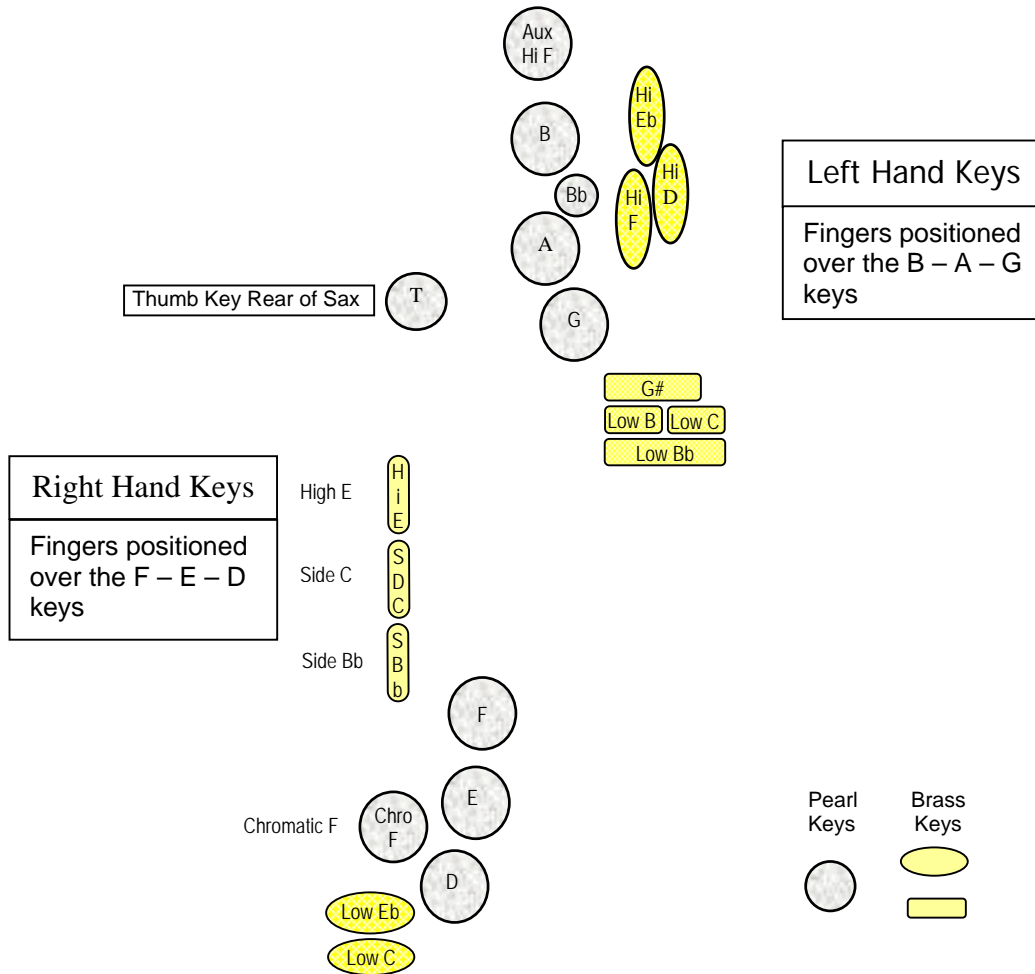 Aux
Hi F
Hi
Eb
B
Hi
D
Bb
Hi
F
A
Left Hand Keys
Fingers positioned
over the B – A – G
keys
Thumb Key Rear of Sax
T
G
G#
Low B Low C
Low Bb
Right Hand Keys
Fingers positioned
over the F – E – D
keys
High E
H
i
E
Side C
S
D
C
Side Bb
S
B
b
F
E
Chromatic F
Chro
F
D
Low Eb
Low C
Pearl
Keys
Brass
Keys